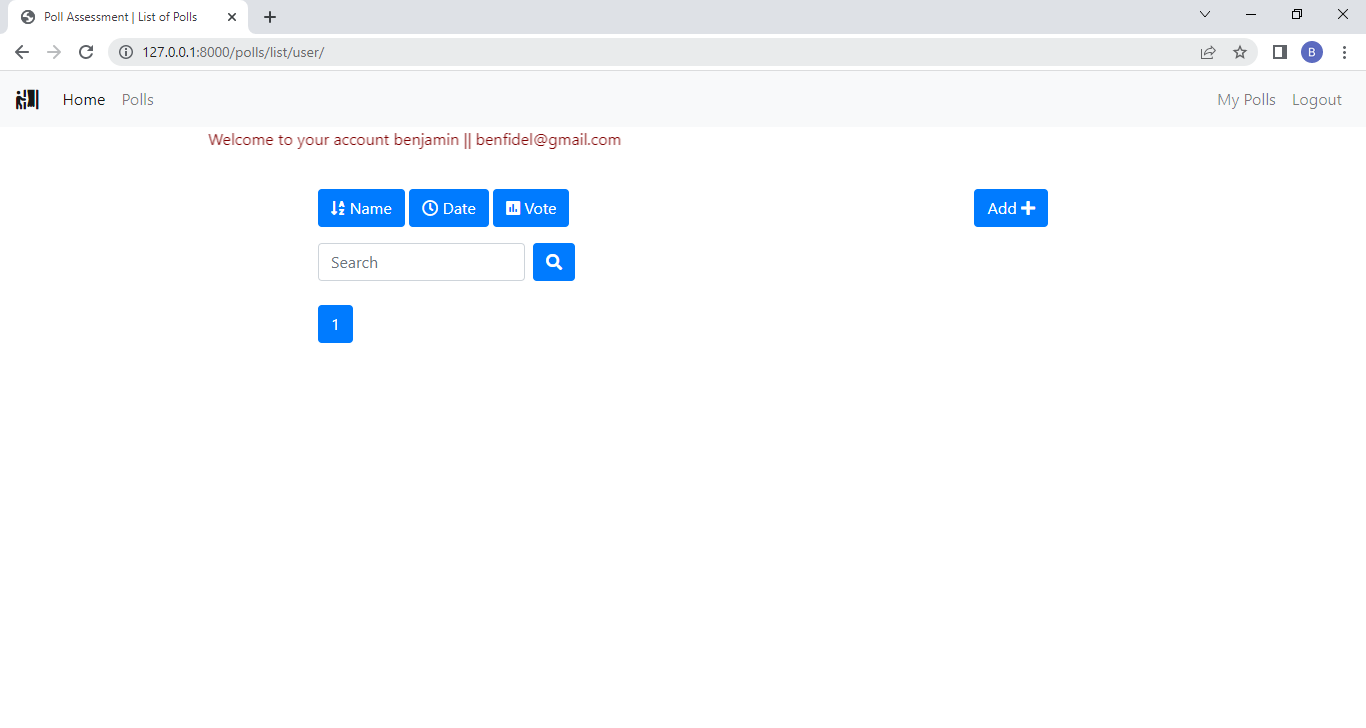 Poll Assessment | List of Polls
127.0.0.1:8000/polls/list/user/
B
Home Polls My Polls Logout
Welcome to your account benjamin || benfidel@gmail.com
Name Date Vote Add
Search
1